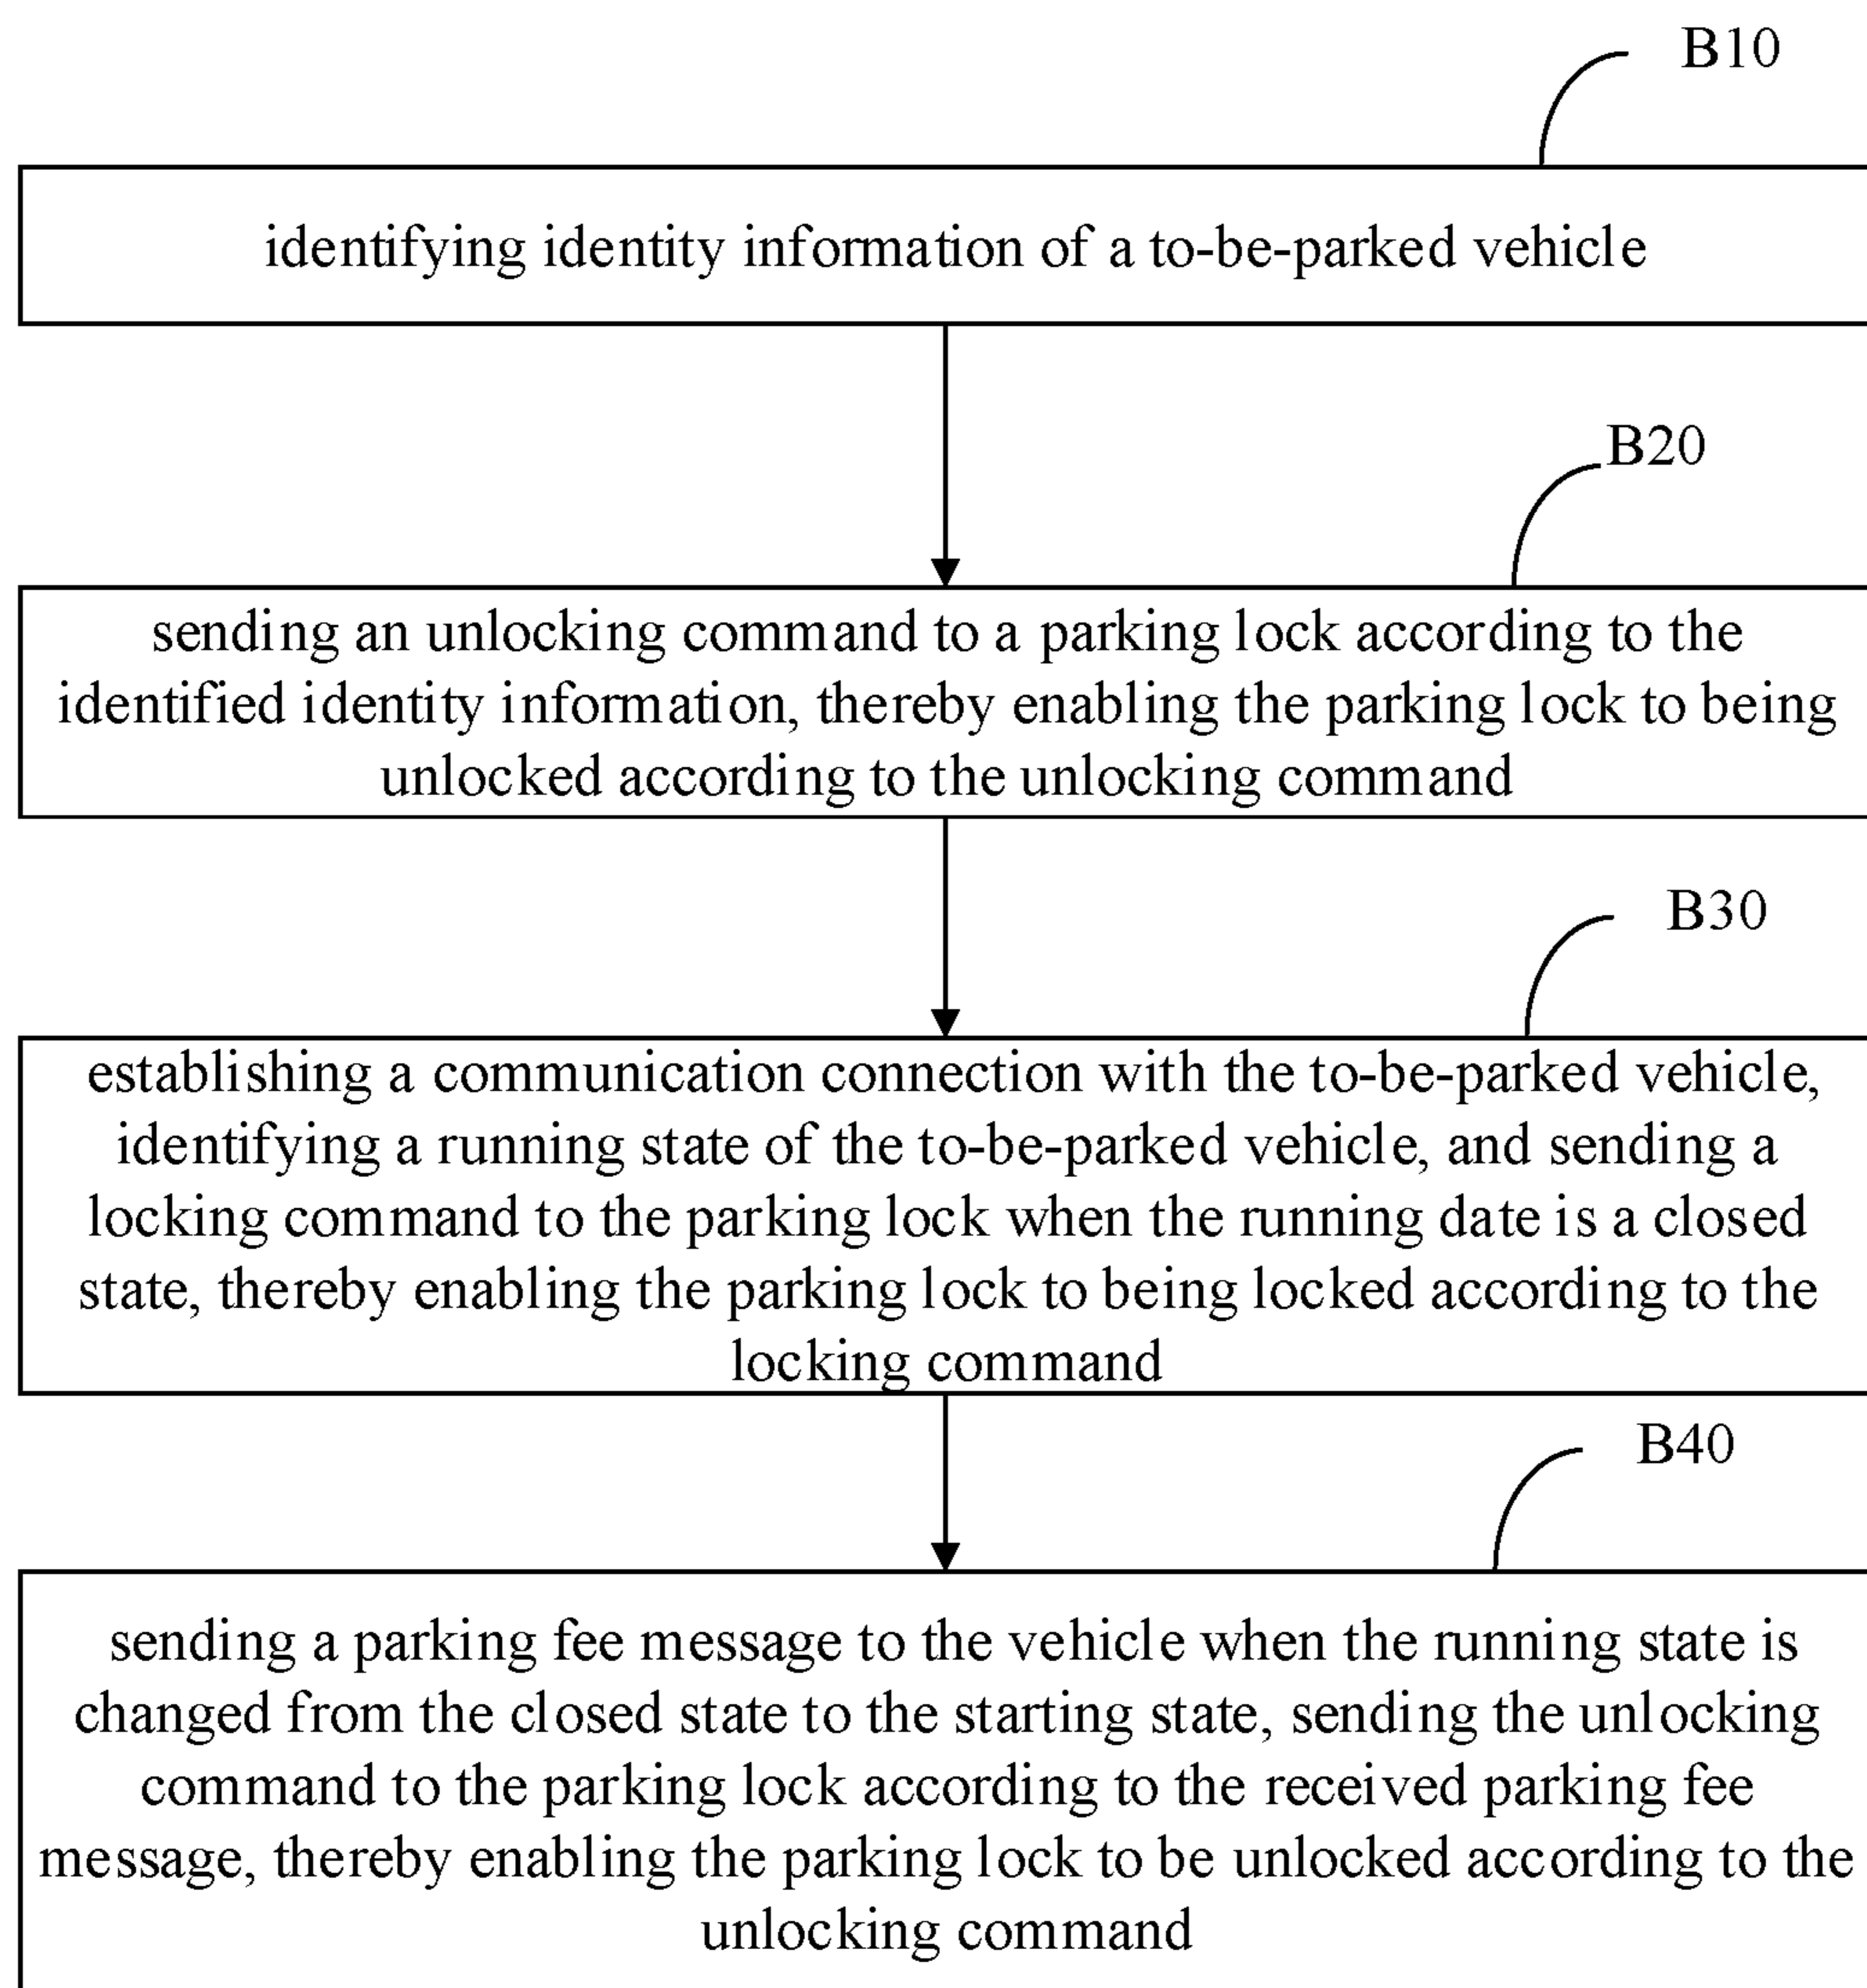 B10
identifying identity information of a to-be-parked vehicle
B20
sending an unlocking command to a parking lock according to the
identified identity information, thereby enabling the parking lock to being
unlocked according to the unlocking command
B30
establishing a communication connection with the to-be-parked vehicle,
identifying a running state of the to-be-parked vehicle, and sending a
locking command to the parking lock when the running date is a closed
state, thereby enabling the parking lock to being locked according to the
locking command
B40
sending a parking fee message to the vehicle when the running state is
changed from the closed state to the starting state, sending the unlocking
command to the parking lock according to the received parking fee
message, thereby enabling the parking lock to be unlocked according to the
unlocking command